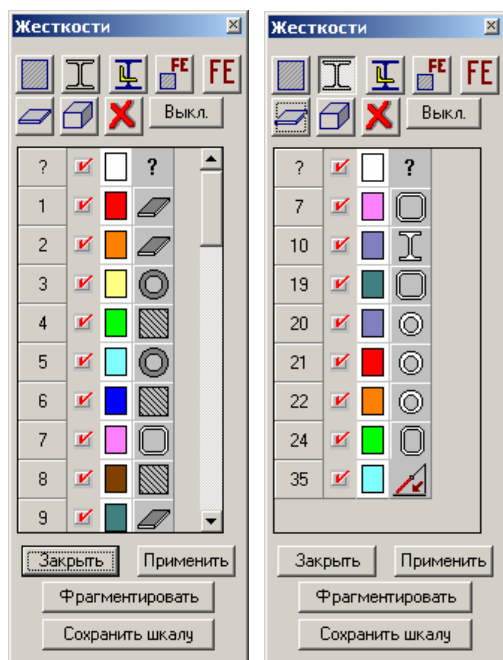 Жесткости
FE FE
Выкл.
? ?
1
2
3
4
5
6
7
8
9
Закрыть Применить
Фрагментировать
Сохранить шкалу
Жесткости
FE FE
Выкл.
? ?
7
10
19
20
21
22
24
35
Закрыть Применить
Фрагментировать
Сохранить шкалу